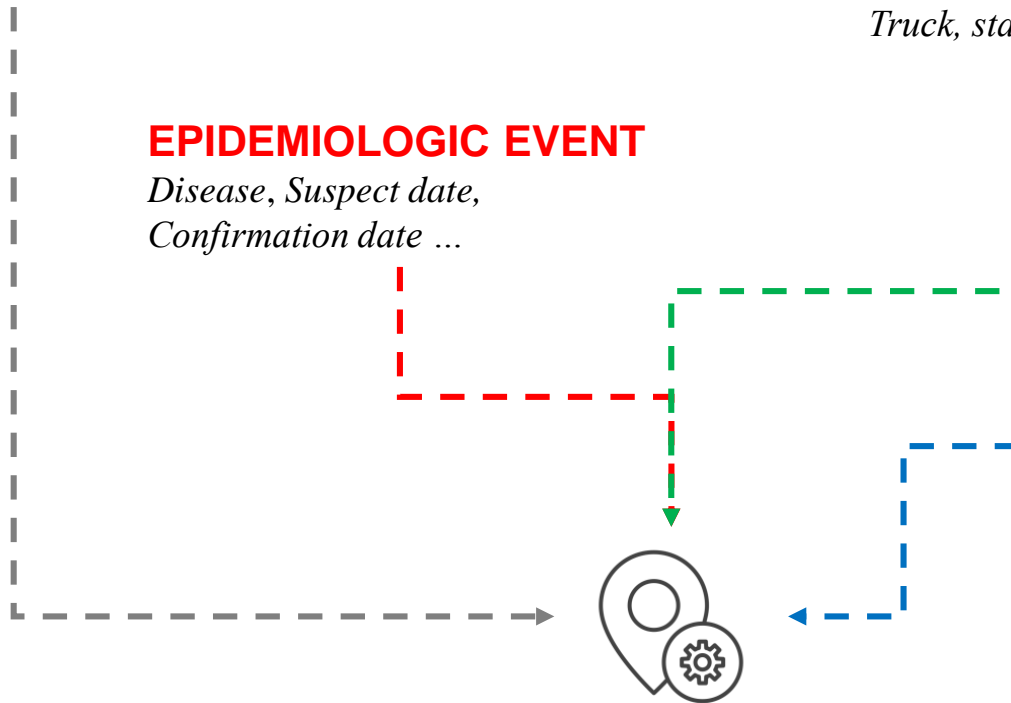 Truck,
EPIDEMIOLOGIC EVENT
Disease, Suspect date,
Confirmation date …